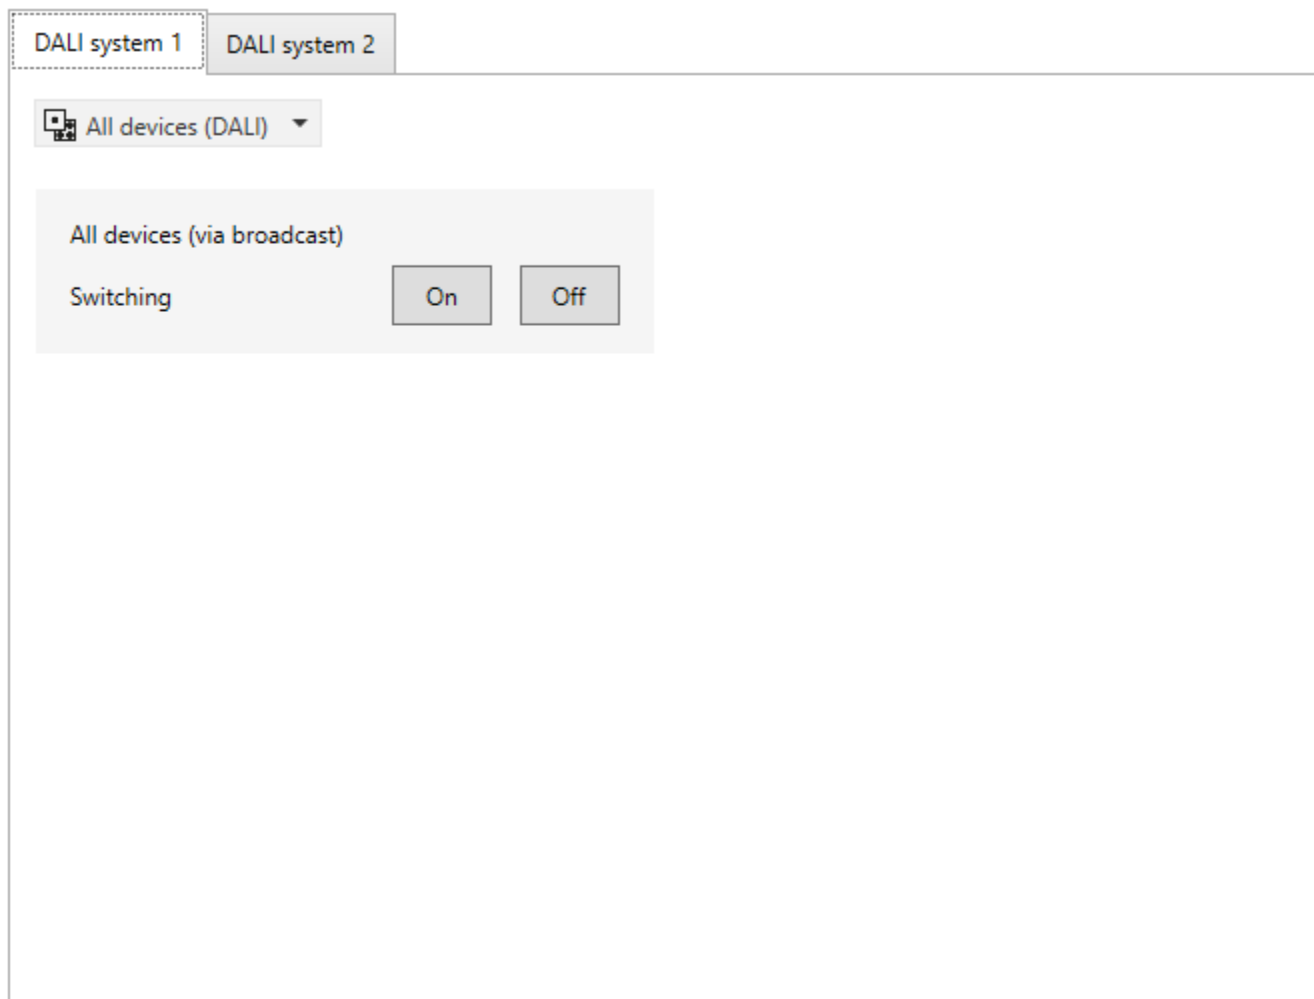 DALI system 1
DALI system 2
All devices (DALI)
All devices (via broadcast)
Switching On Off